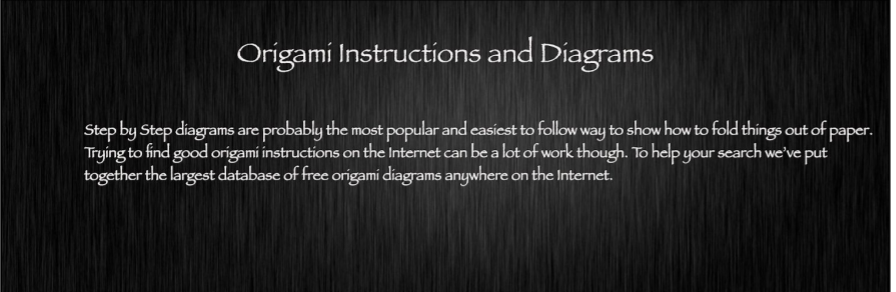 Origami Instructions and Diagrams
Step by Step diagrams are probably the most popular and easiest to follow way to show how to fold things out of paper.
Trying to find good origami instructions on the Internet can be a lot of work though. To help your search we've put
together the largest database of free origami diagrams anywhere on the Internet.